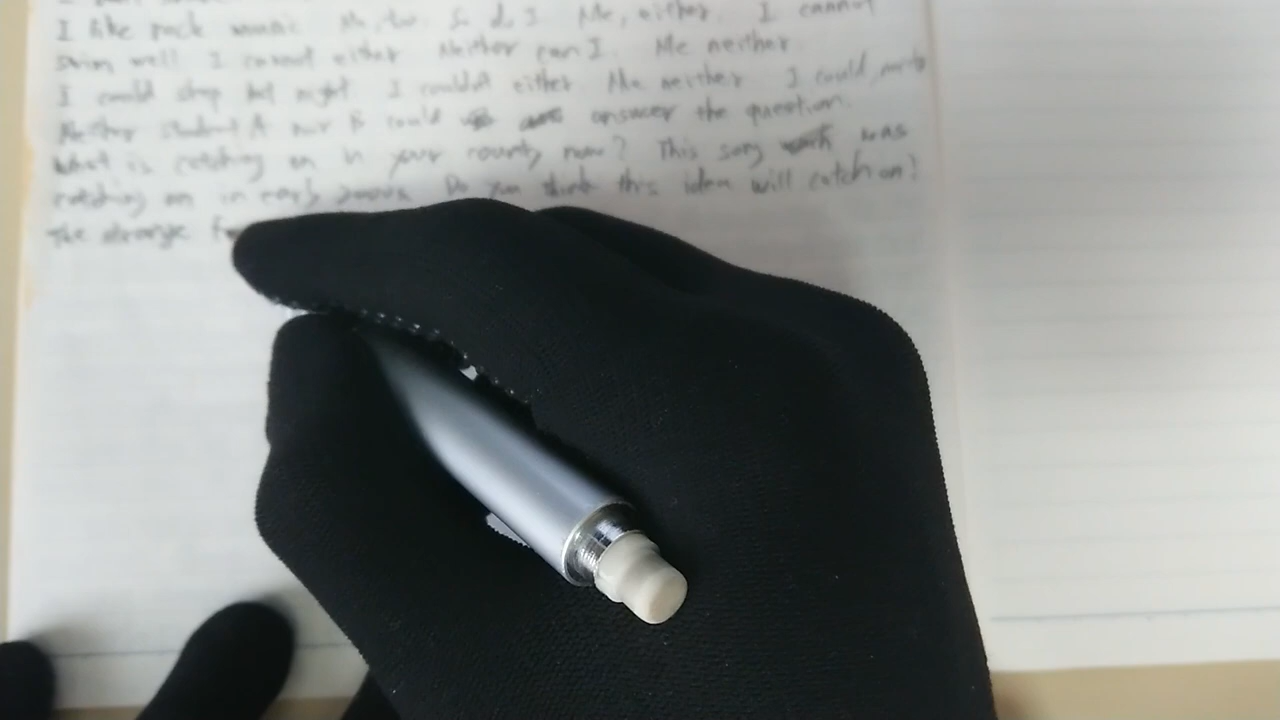 I like rock music Me, too. So do I Me, either. I cannot
swim well I cannot either Neither can I. Me neither.
I could sleep last night I couldn't either Me neither I could,
Neither student A nor B could answer the question.
What is catching on in your country now? This song was
catching on in early 2000s. Do you think this idea will catch on?
The strange